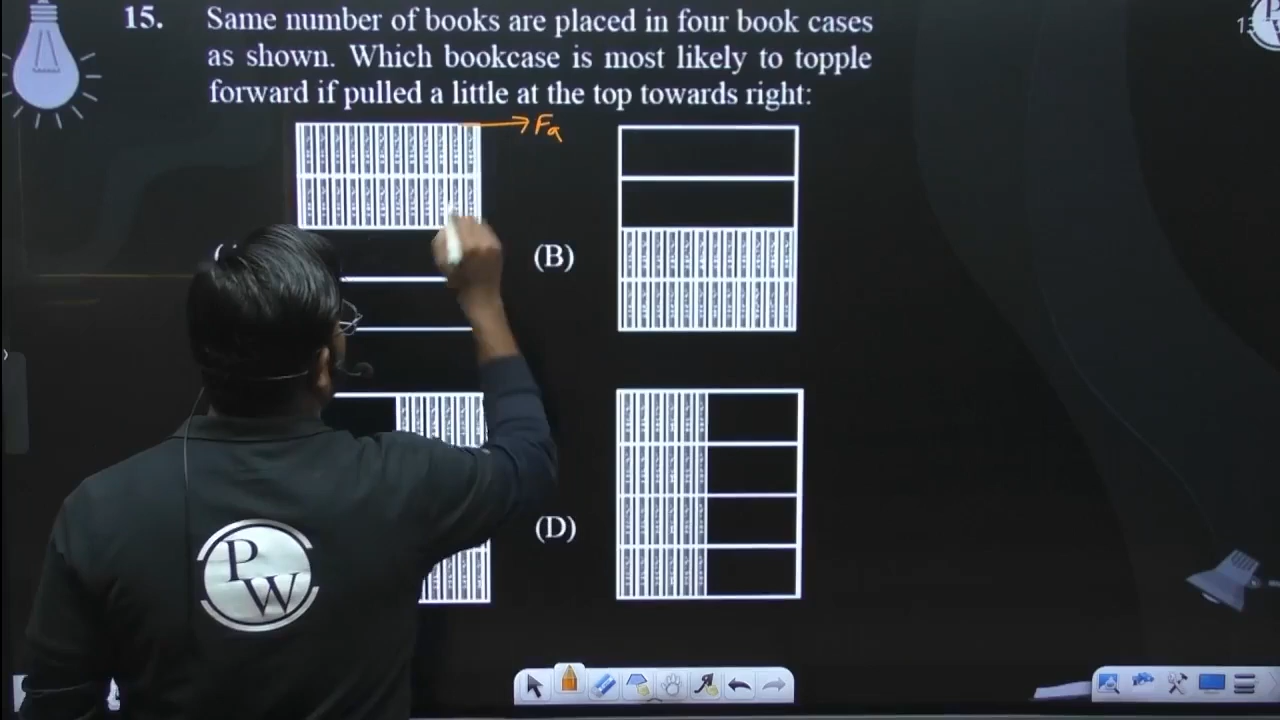 15. Same number of books are placed in four book cases
as shown. Which bookcase is most likely to topple
forward if pulled a little at the top towards right:
Fa
(B)
(D)
P
W